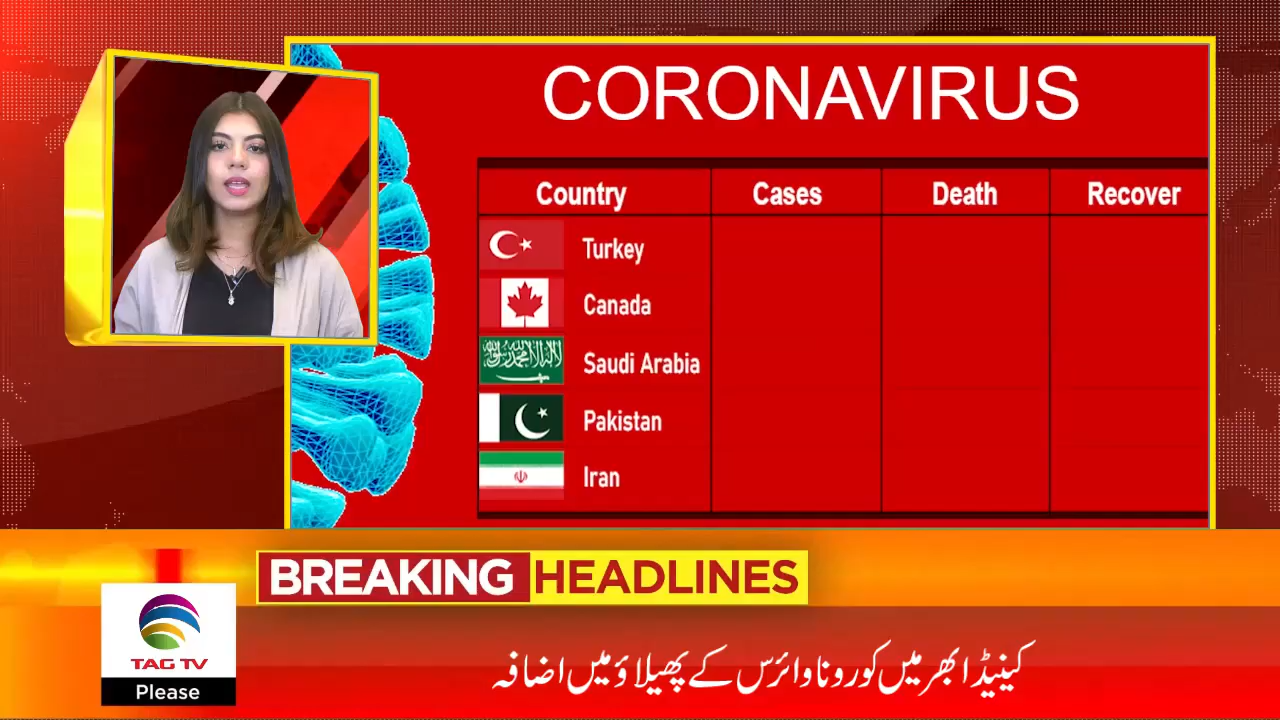 CORONAVIRUS
Country Cases Death Recover
Turkey
Canada
Saudi Arabia
Pakistan
Iran
BREAKING HEADLINES
TAG TV
Please
کینیڈا بھر میں کورونا وائرس کے پھیلاؤ میں اضافہ